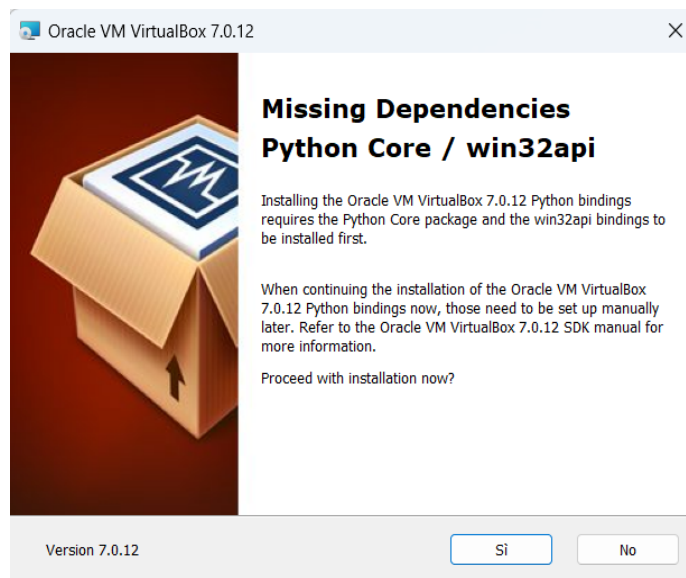 Oracle VM VirtualBox 7.0.12
Missing Dependencies
Python Core / win32api
Installing the Oracle VM VirtualBox 7.0.12 Python bindings
requires the Python Core package and the win32api bindings to
be installed first.
When continuing the installation of the Oracle VM VirtualBox
7.0.12 Python bindings now, those need to be set up manually
later. Refer to the Oracle VM VirtualBox 7.0.12 SDK manual for
more information.
Proceed with installation now?
Version 7.0.12
Sì
No